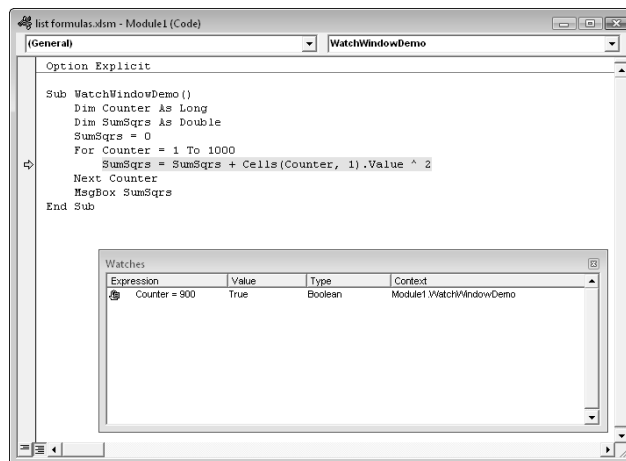 list formulas.xlsm - Module1 (Code)
(General) WatchWindowDemo
Option Explicit
Sub WatchWindowDemo()
Dim Counter As Long
Dim SumSqrs As Double
SumSqrs = 0
For Counter = 1 To 1000
SumSqrs = SumSqrs + Cells(Counter, 1).Value ^ 2
Next Counter
MsgBox SumSqrs
End Sub
Watches
Expression Value Type Context
Counter = 900 True Boolean Module1.WatchWindowDemo